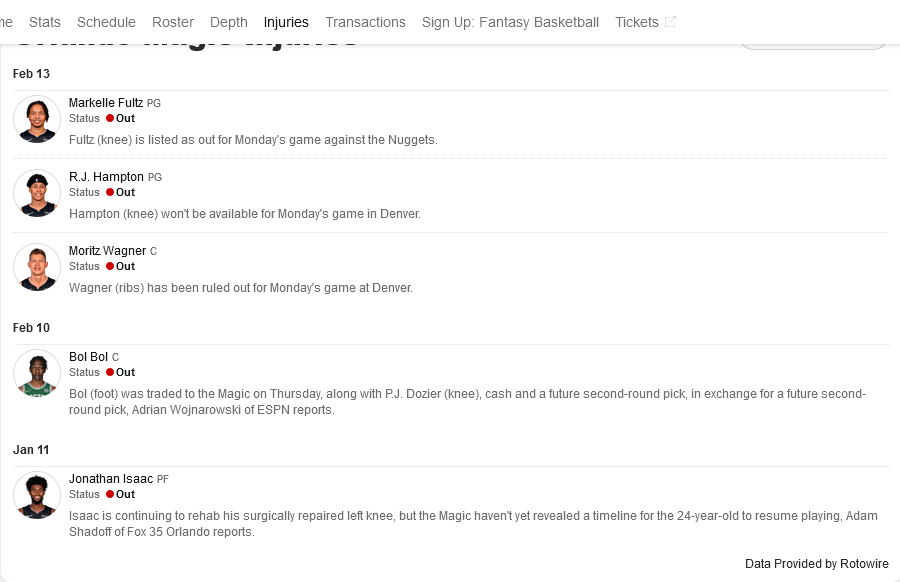 Stats Schedule Roster Depth Injuries Transactions Sign Up: Fantasy Basketball Tickets
Orlando Magic Injuries
Feb 13
Markelle Fultz PG
Status Out
Fultz (knee) is listed as out for Monday's game against the Nuggets.
R.J. Hampton PG
Status Out
Hampton (knee) won't be available for Monday's game in Denver.
Moritz Wagner C
Status Out
Wagner (ribs) has been ruled out for Monday's game at Denver.
Feb 10
Bol Bol C
Status Out
Bol (foot) was traded to the Magic on Thursday, along with P.J. Dozier (knee), cash and a future second-round pick, in exchange for a future second-
round pick, Adrian Wojnarowski of ESPN reports.
Jan 11
Jonathan Isaac PF
Status Out
Isaac is continuing to rehab his surgically repaired left knee, but the Magic haven't yet revealed a timeline for the 24-year-old to resume playing, Adam
Shadoff of Fox 35 Orlando reports.
Data Provided by Rotowire